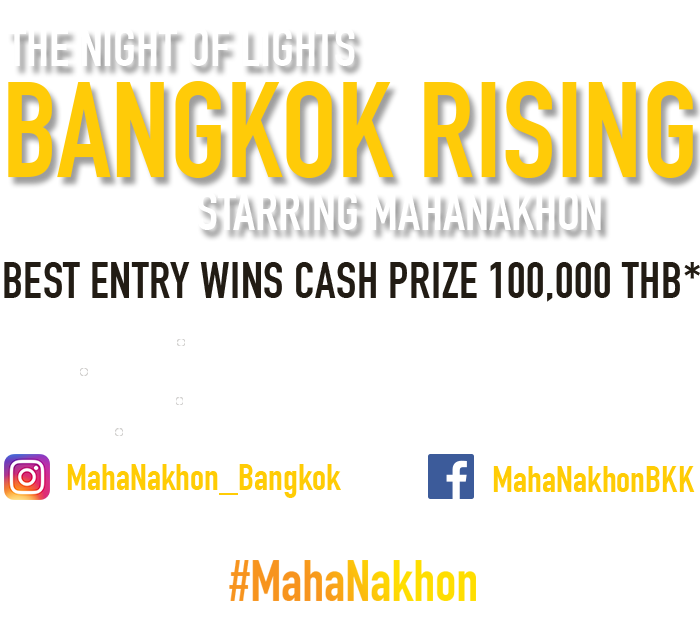 THE NIGHT OF LIGHTS
BANGKOK RISING
STARRING MAHANAKHON
BEST ENTRY WINS CASH PRIZE 100,000 THB*
MahaNakhon_Bangkok
MahaNakhonBKK
#MahaNakhon